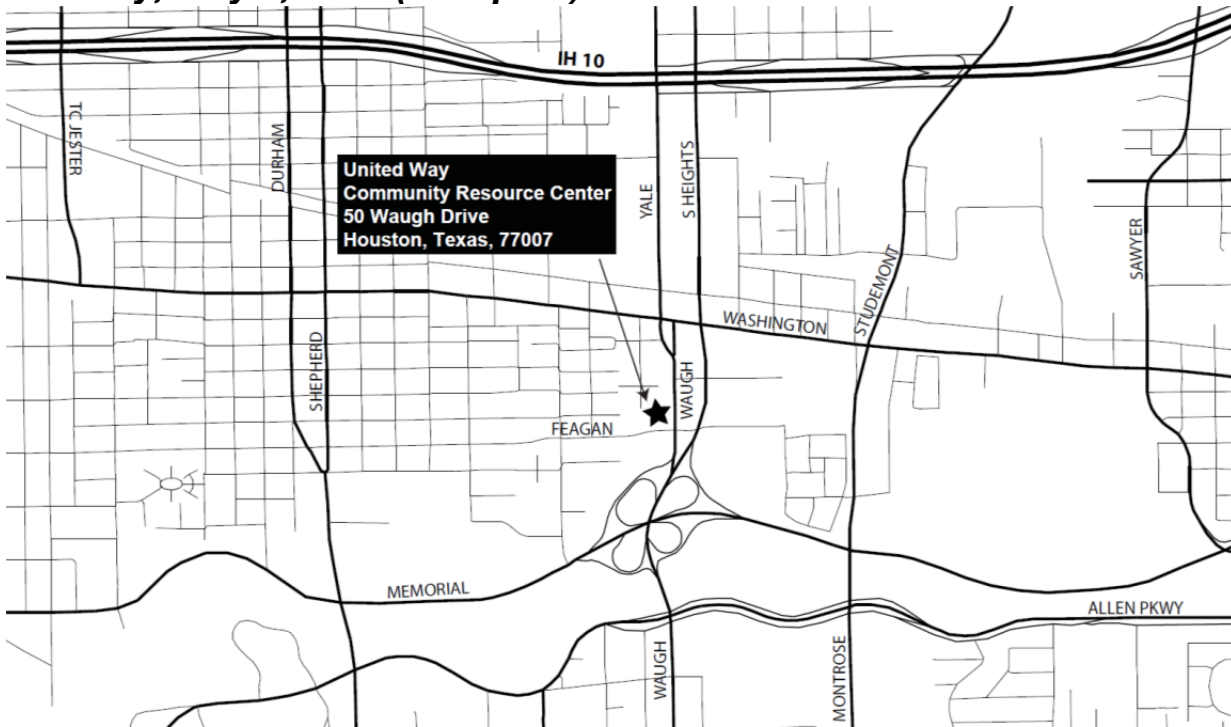 IH 10
TC JESTER
DURHAM
United Way
Community Resource Center
50 Waugh Drive
Houston, Texas, 77007
YALE
S HEIGHTS
SAWYER
STUDEMONT
WASHINGTON
SHEPHERD
WAUGH
FEAGAN
MEMORIAL
ALLEN PKWY
WAUGH
MONTROSE